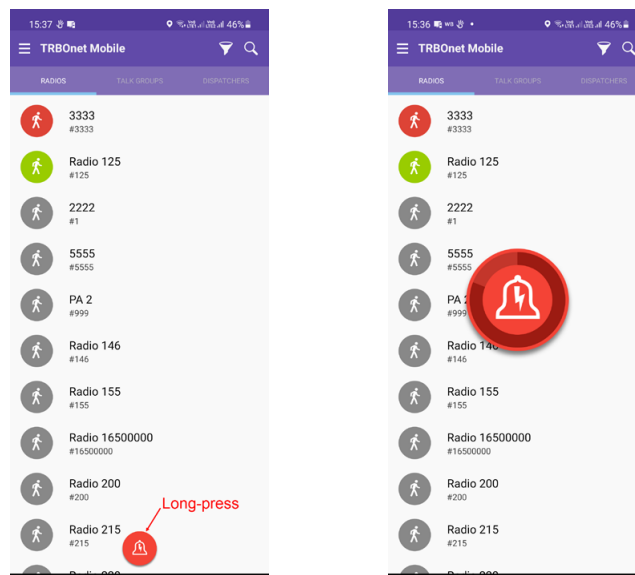 15:37 46%
TRBOnet Mobile
RADIOS TALK GROUPS DISPATCHERS
3333
#3333
Radio 125
#125
2222
#1
5555
#5555
PA 2
#999
Radio 146
#146
Radio 155
#155
Radio 16500000
#16500000
Radio 200
#200
Radio 215
#215
Long-press
15:36 46%
TRBOnet Mobile
RADIOS TALK GROUPS DISPATCHERS
3333
#3333
Radio 125
#125
2222
#1
5555
#5555
PA 2
#999
Radio 146
#146
Radio 155
#155
Radio 16500000
#16500000
Radio 200
#200
Radio 215
#215